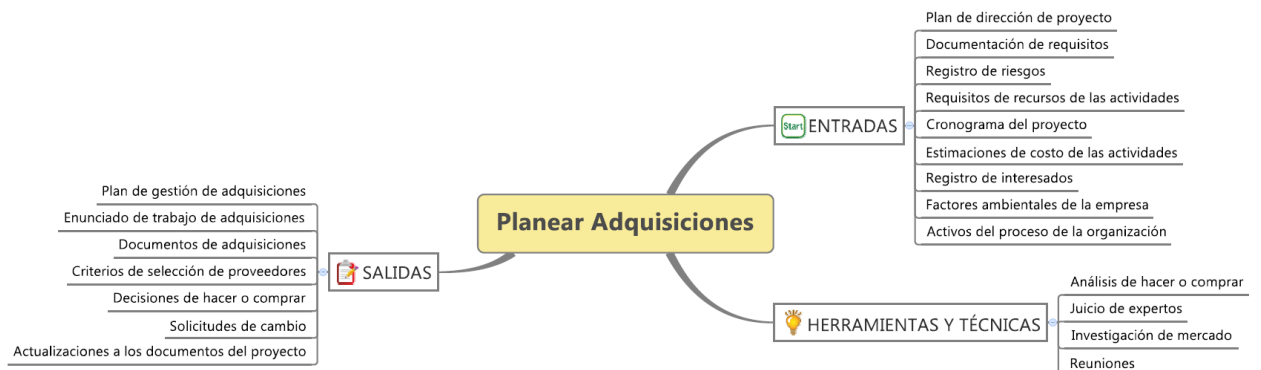 Planear Adquisiciones
Start ENTRADAS
Plan de dirección de proyecto
Documentación de requisitos
Registro de riesgos
Requisitos de recursos de las actividades
Cronograma del proyecto
Estimaciones de costo de las actividades
Registro de interesados
Factores ambientales de la empresa
Activos del proceso de la organización
HERRAMIENTAS Y TÉCNICAS
Análisis de hacer o comprar
Juicio de expertos
Investigación de mercado
Reuniones
SALIDAS
Plan de gestión de adquisiciones
Enunciado de trabajo de adquisiciones
Documentos de adquisiciones
Criterios de selección de proveedores
Decisiones de hacer o comprar
Solicitudes de cambio
Actualizaciones a los documentos del proyecto